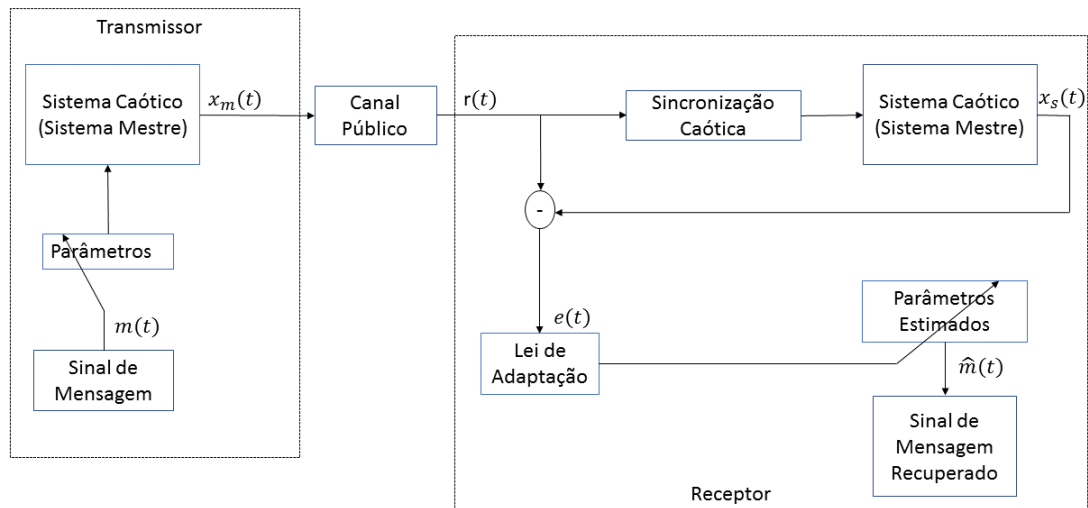 Transmissor
Sistema Caótico
(Sistema Mestre)
x_m(t)
Canal
Público
r(t)
Sincronização
Caótica
Sistema Caótico
(Sistema Mestre)
x_s(t)
-
Parâmetros
m(t)
Sinal de
Mensagem
e(t)
Lei de
Adaptação
Parâmetros
Estimados
m̂(t)
Sinal de
Mensagem
Recuperado
Receptor